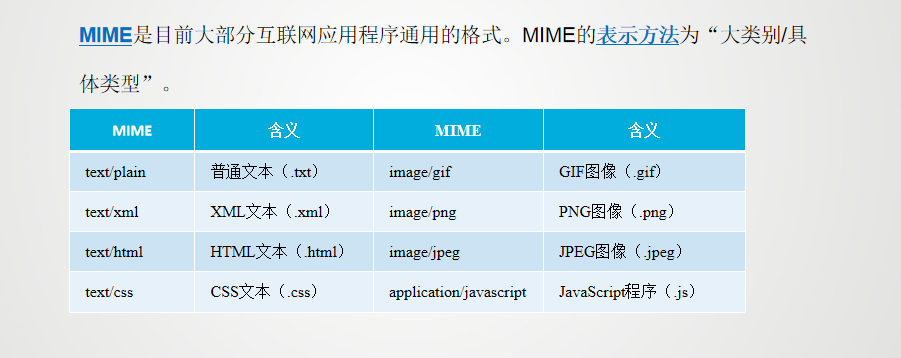 MIME是目前大部分互联网应用程序通用的格式。MIME的表示方法为“大类别/具
体类型”。
MIME 含义 MIME 含义
text/plain 普通文本（.txt） image/gif GIF图像（.gif）
text/xml XML文本（.xml） image/png PNG图像（.png）
text/html HTML文本（.html） image/jpeg JPEG图像（.jpeg）
text/css CSS文本（.css） application/javascript JavaScript程序（.js）